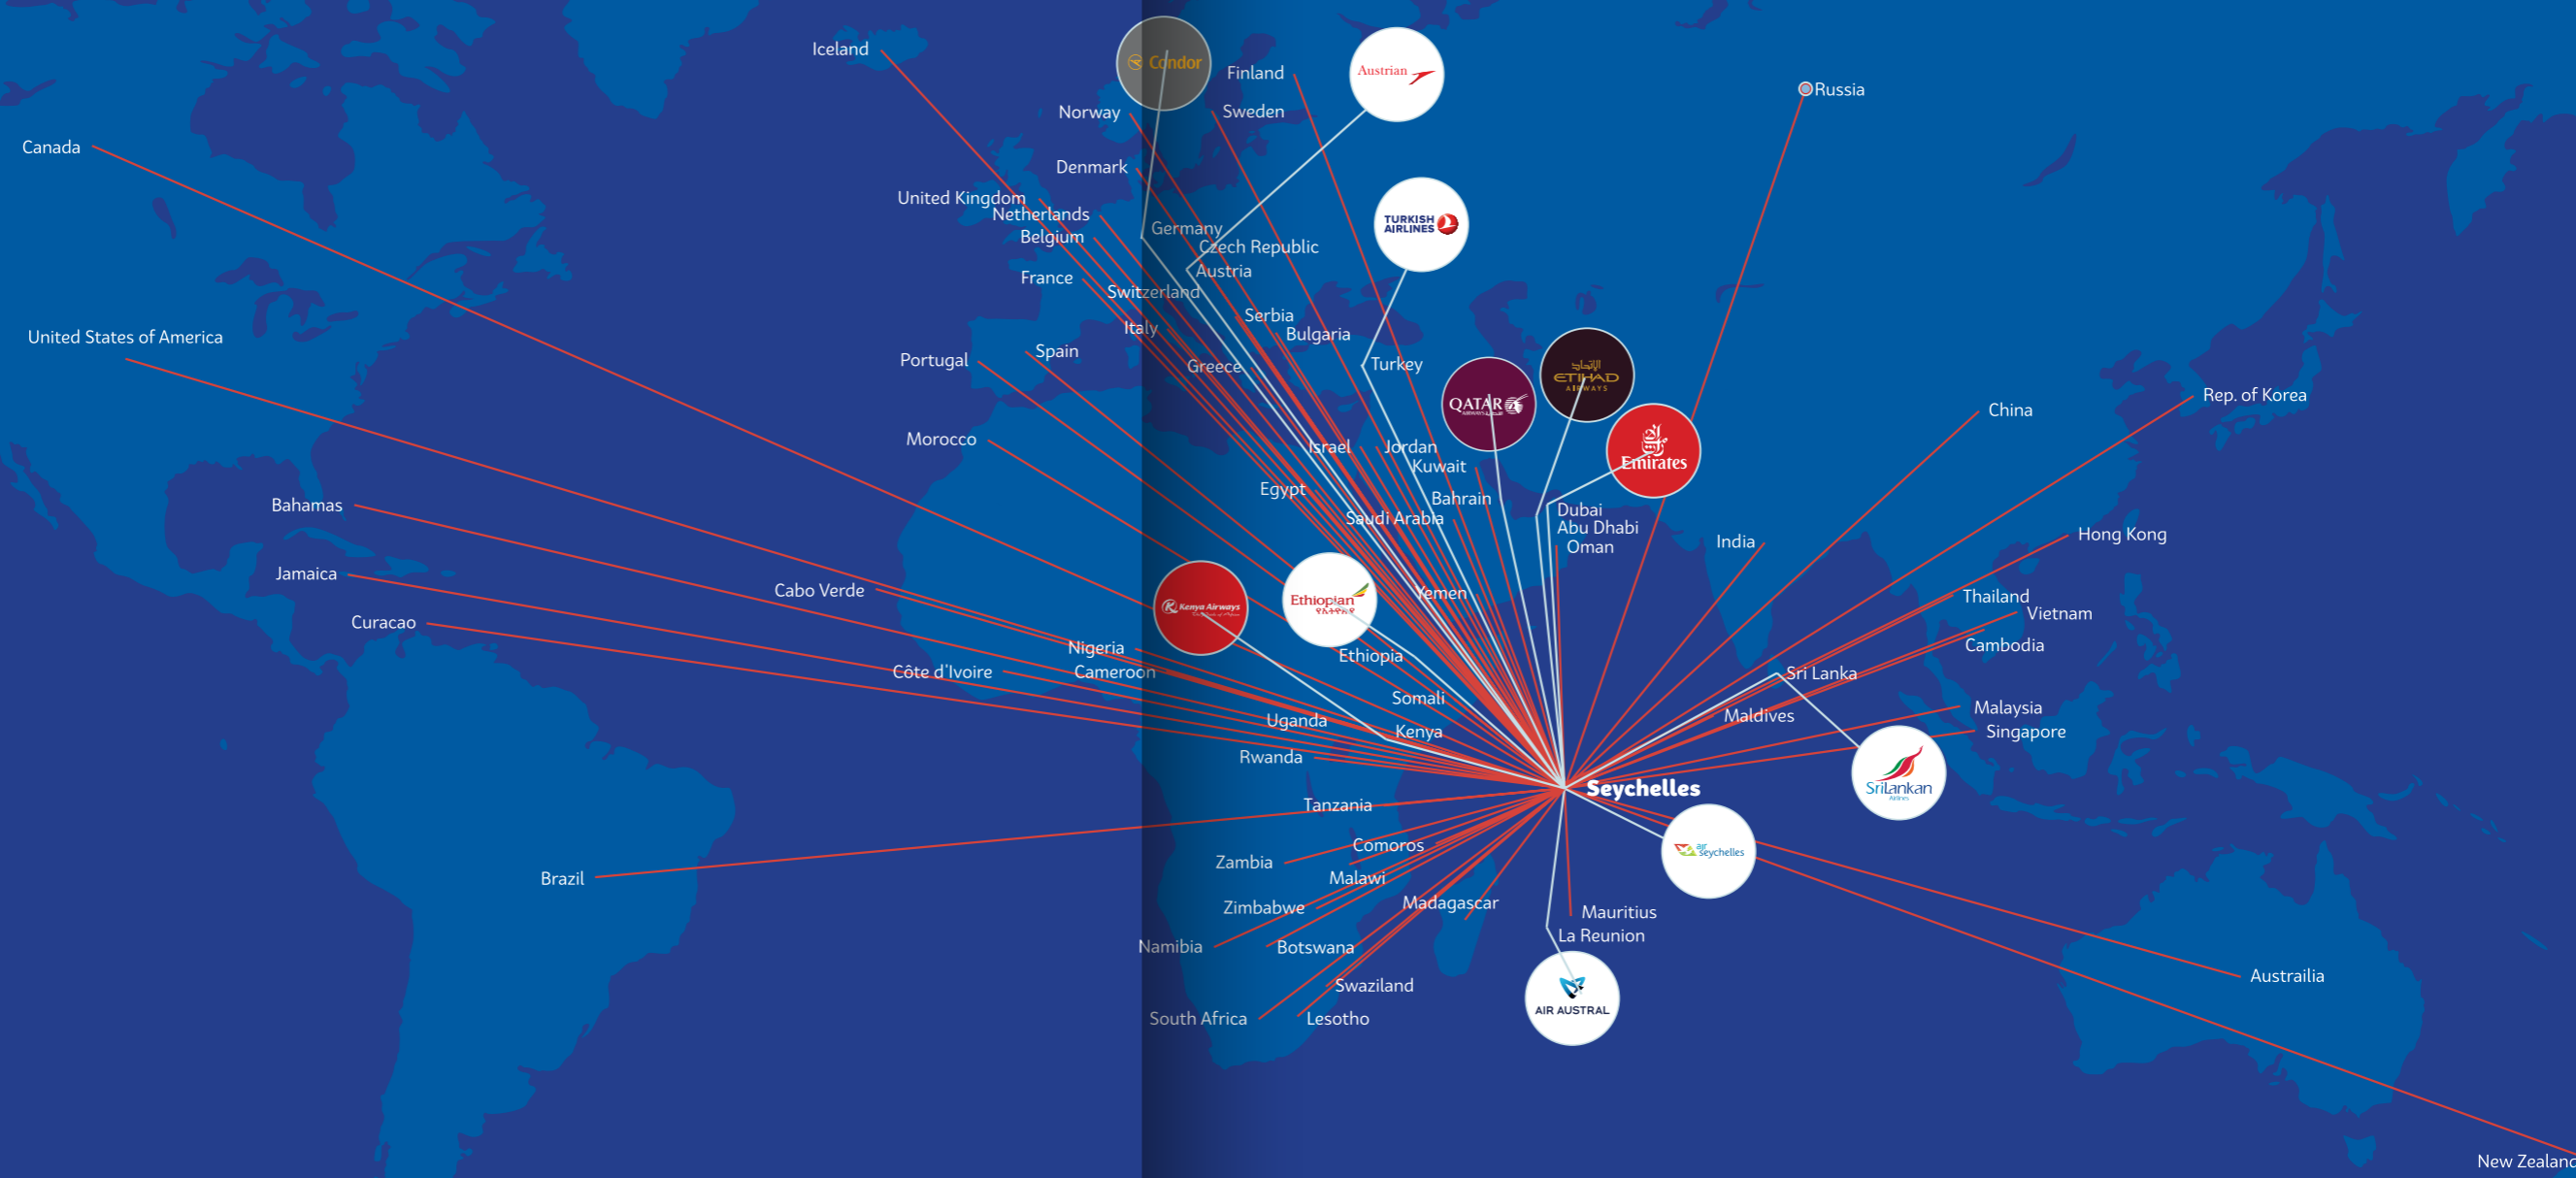 Iceland
Condor
Finland
Austrian
Russia
Norway
Sweden
Canada
Denmark
United Kingdom
Netherlands
TURKISH
AIRLINES
Germany
Belgium
Czech Republic
Austria
France
Switzerland
Serbia
Italy
Bulgaria
United States of America
Spain
Portugal
Greece
Turkey
الإتحاد
ETIHAD
AIRWAYS
QATAR
Rep. of Korea
China
Morocco
Israel
Jordan
Emirates
Kuwait
Egypt
Bahrain
Bahamas
Dubai
Saudi Arabia
Abu Dhabi
Hong Kong
India
Oman
Jamaica
Cabo Verde
Yemen
Thailand
Ethiopian
የኢትዮጵያ
Kenya Airways
Vietnam
Curacao
Nigeria
Cambodia
Ethiopia
Côte d'Ivoire
Cameroon
Sri Lanka
Somali
Malaysia
Maldives
Uganda
Kenya
Singapore
Rwanda
Seychelles
SriLankan
Airlines
Tanzania
Comoros
air
seychelles
Zambia
Brazil
Malawi
Madagascar
Zimbabwe
Mauritius
La Reunion
Namibia
Botswana
Austrailia
Swaziland
AIR AUSTRAL
South Africa
Lesotho
New Zealand